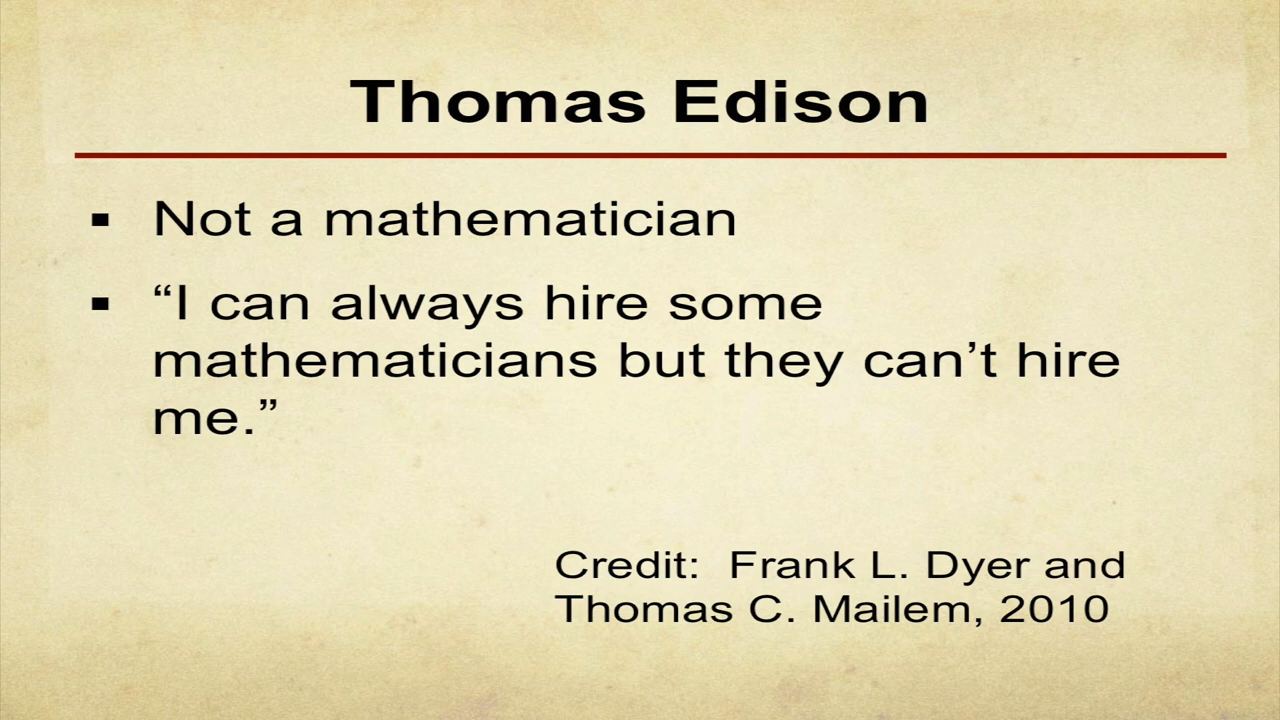 Thomas Edison
▪ Not a mathematician
▪ “I can always hire some
mathematicians but they can’t hire
me.”
Credit:  Frank L. Dyer and
Thomas C. Mailem, 2010